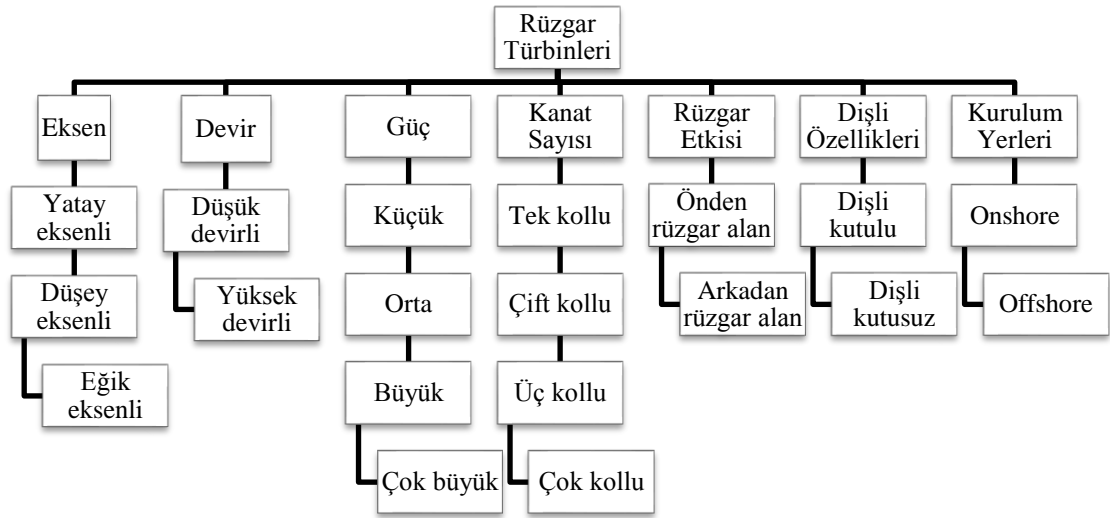 Rüzgar
Türbinleri
Eksen
Yatay
eksenli
Düşey
eksenli
Eğik
eksenli
Devir
Düşük
devirli
Yüksek
devirli
Güç
Küçük
Orta
Büyük
Çok büyük
Kanat
Sayısı
Tek kollu
Çift kollu
Üç kollu
Çok kollu
Rüzgar
Etkisi
Önden
rüzgar alan
Arkadan
rüzgar alan
Dişli
Özellikleri
Dişli
kutulu
Dişli
kutusuz
Kurulum
Yerleri
Onshore
Offshore